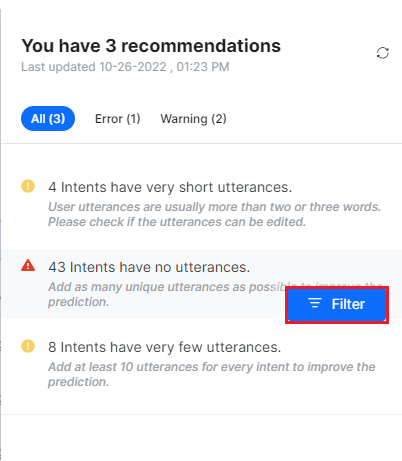 You have 3 recommendations
Last updated 10-26-2022 , 01:23 PM
All (3) Error (1) Warning (2)
4 Intents have very short utterances.
User utterances are usually more than two or three words.
Please check if the utterances can be edited.
43 Intents have no utterances.
Add as many unique utterances as possible to improve the
prediction.
Filter
8 Intents have very few utterances.
Add at least 10 utterances for every intent to improve the
prediction.